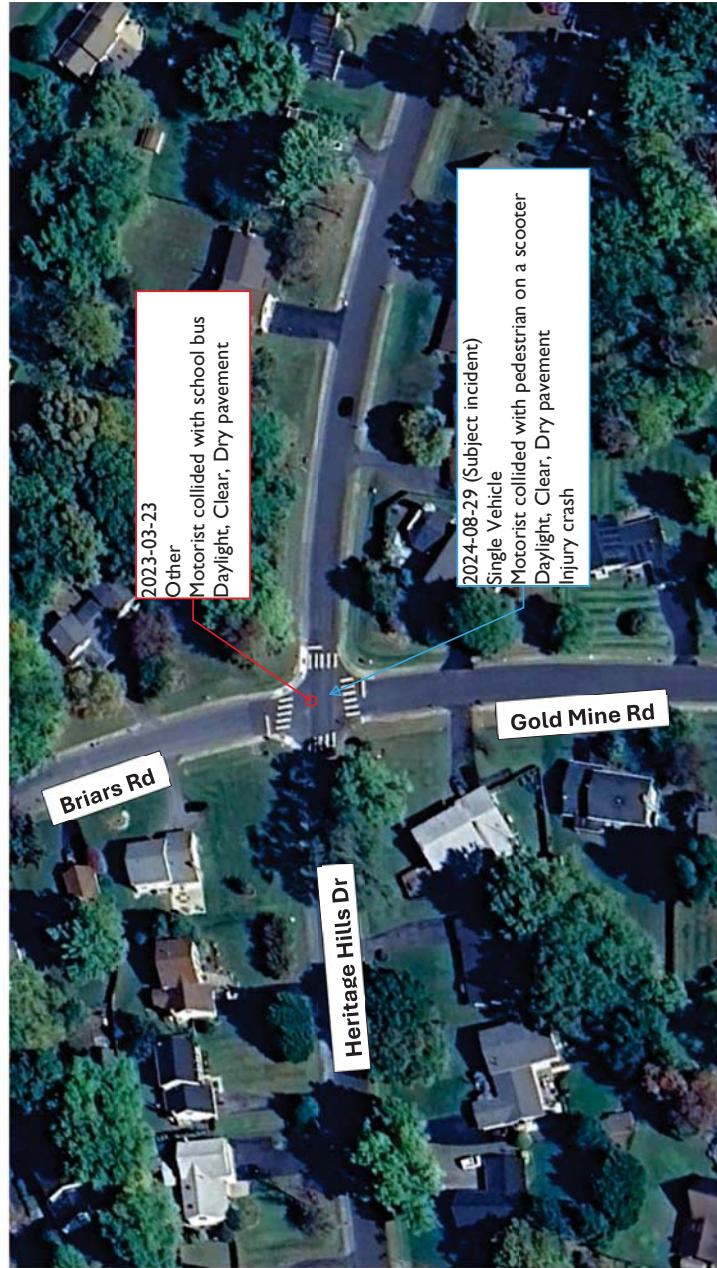 2023-03-23
Other
Motorist collided with school bus
Daylight, Clear, Dry pavement
2024-08-29 (Subject incident)
Single Vehicle
Motorist collided with pedestrian on a scooter
Daylight, Clear, Dry pavement
Injury crash
Briars Rd
Gold Mine Rd
Heritage Hills Dr